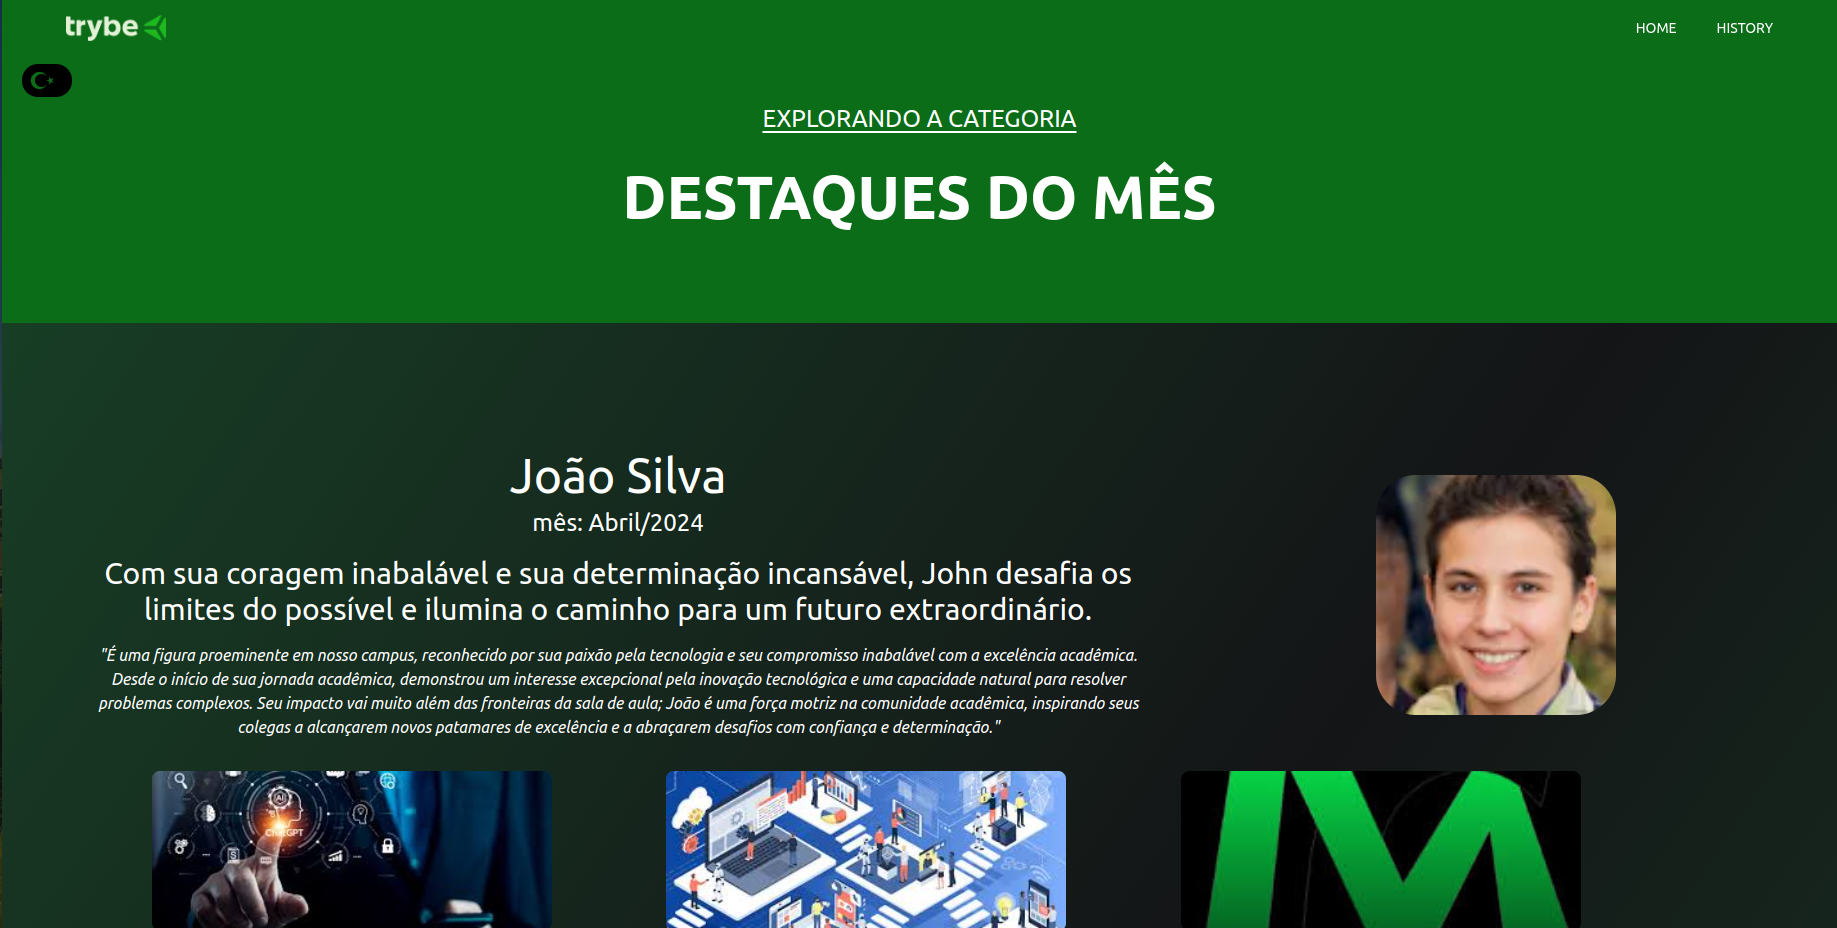 trybe
HOME
HISTORY
EXPLORANDO A CATEGORIA
DESTAQUES DO MÊS
João Silva
mês: Abril/2024
Com sua coragem inabalável e sua determinação incansável, John desafia os
limites do possível e ilumina o caminho para um futuro extraordinário.
"É uma figura proeminente em nosso campus, reconhecido por sua paixão pela tecnologia e seu compromisso inabalável com a excelência acadêmica.
Desde o início de sua jornada acadêmica, demonstrou um interesse excepcional pela inovação tecnológica e uma capacidade natural para resolver
problemas complexos. Seu impacto vai muito além das fronteiras da sala de aula; João é uma força motriz na comunidade acadêmica, inspirando seus
colegas a alcançarem novos patamares de excelência e a abraçarem desafios com confiança e determinação."
AI
ChatGPT
M